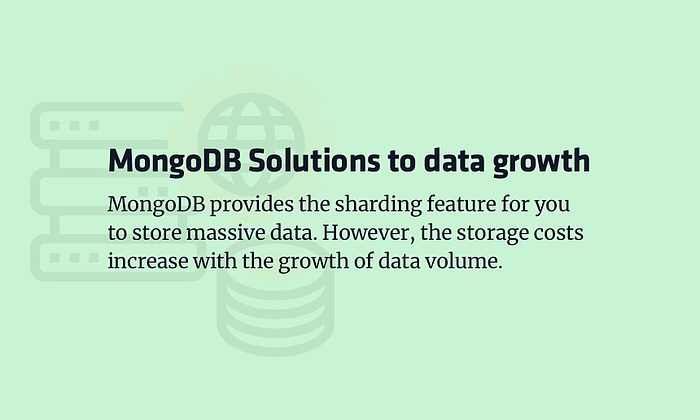 MongoDB Solutions to data growth
MongoDB provides the sharding feature for you
to store massive data. However, the storage costs
increase with the growth of data volume.